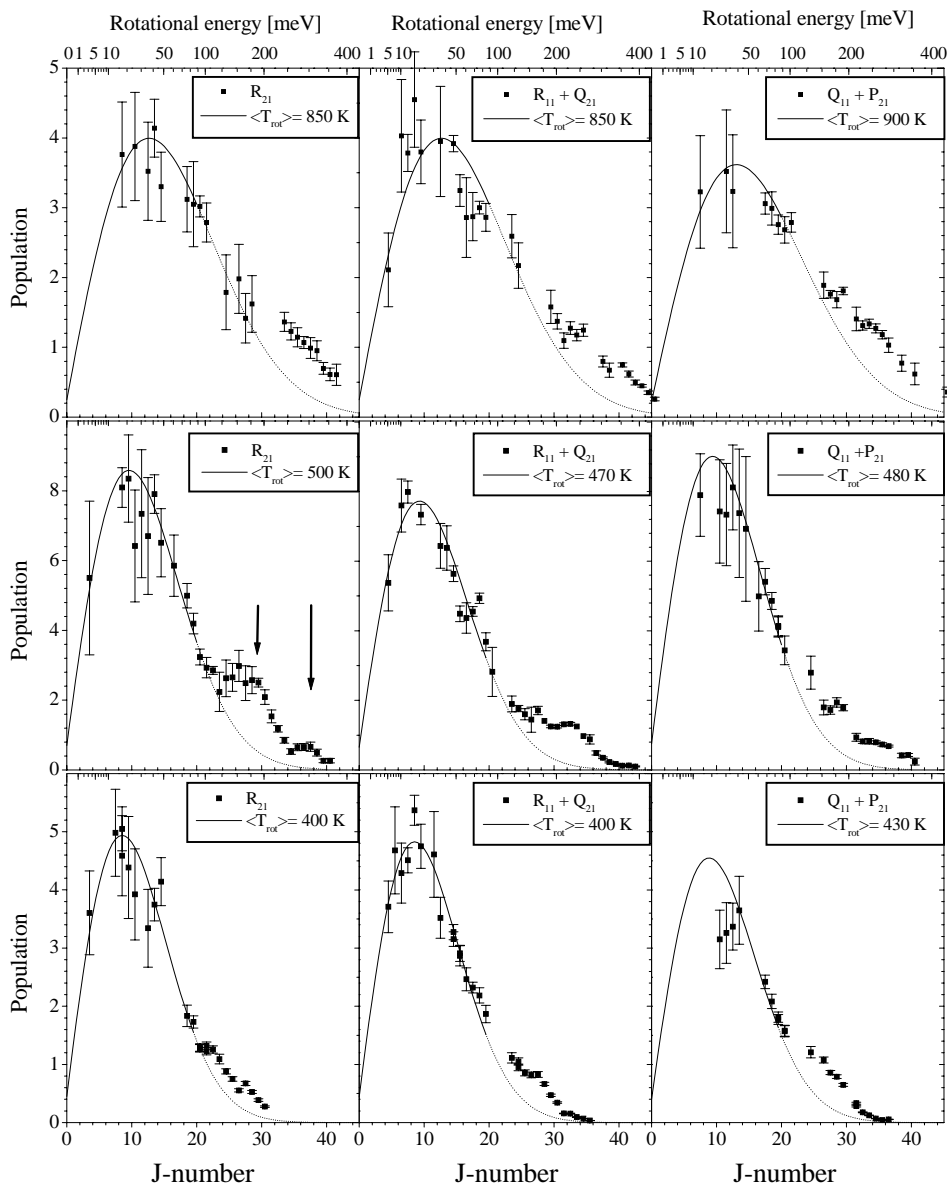 Rotational energy [meV] Rotational energy [meV] Rotational energy [meV]
0 1 5 10 50 100 200 400 1 5 10 50 100 200 400 1 5 10 50 100 200 400
5
4
3
2
1
0
Population
R21
<Trot>= 850 K
R11 + Q21
<Trot>= 850 K
Q11 + P21
<Trot>= 900 K
8
6
4
2
0
Population
R21
<Trot>= 500 K
R11 + Q21
<Trot>= 470 K
Q11 +P21
<Trot>= 480 K
5
4
3
2
1
0
Population
R21
<Trot>= 400 K
R11 + Q21
<Trot>= 400 K
Q11 + P21
<Trot>= 430 K
0 10 20 30 40 0 10 20 30 40 0 10 20 30 40
J-number J-number J-number